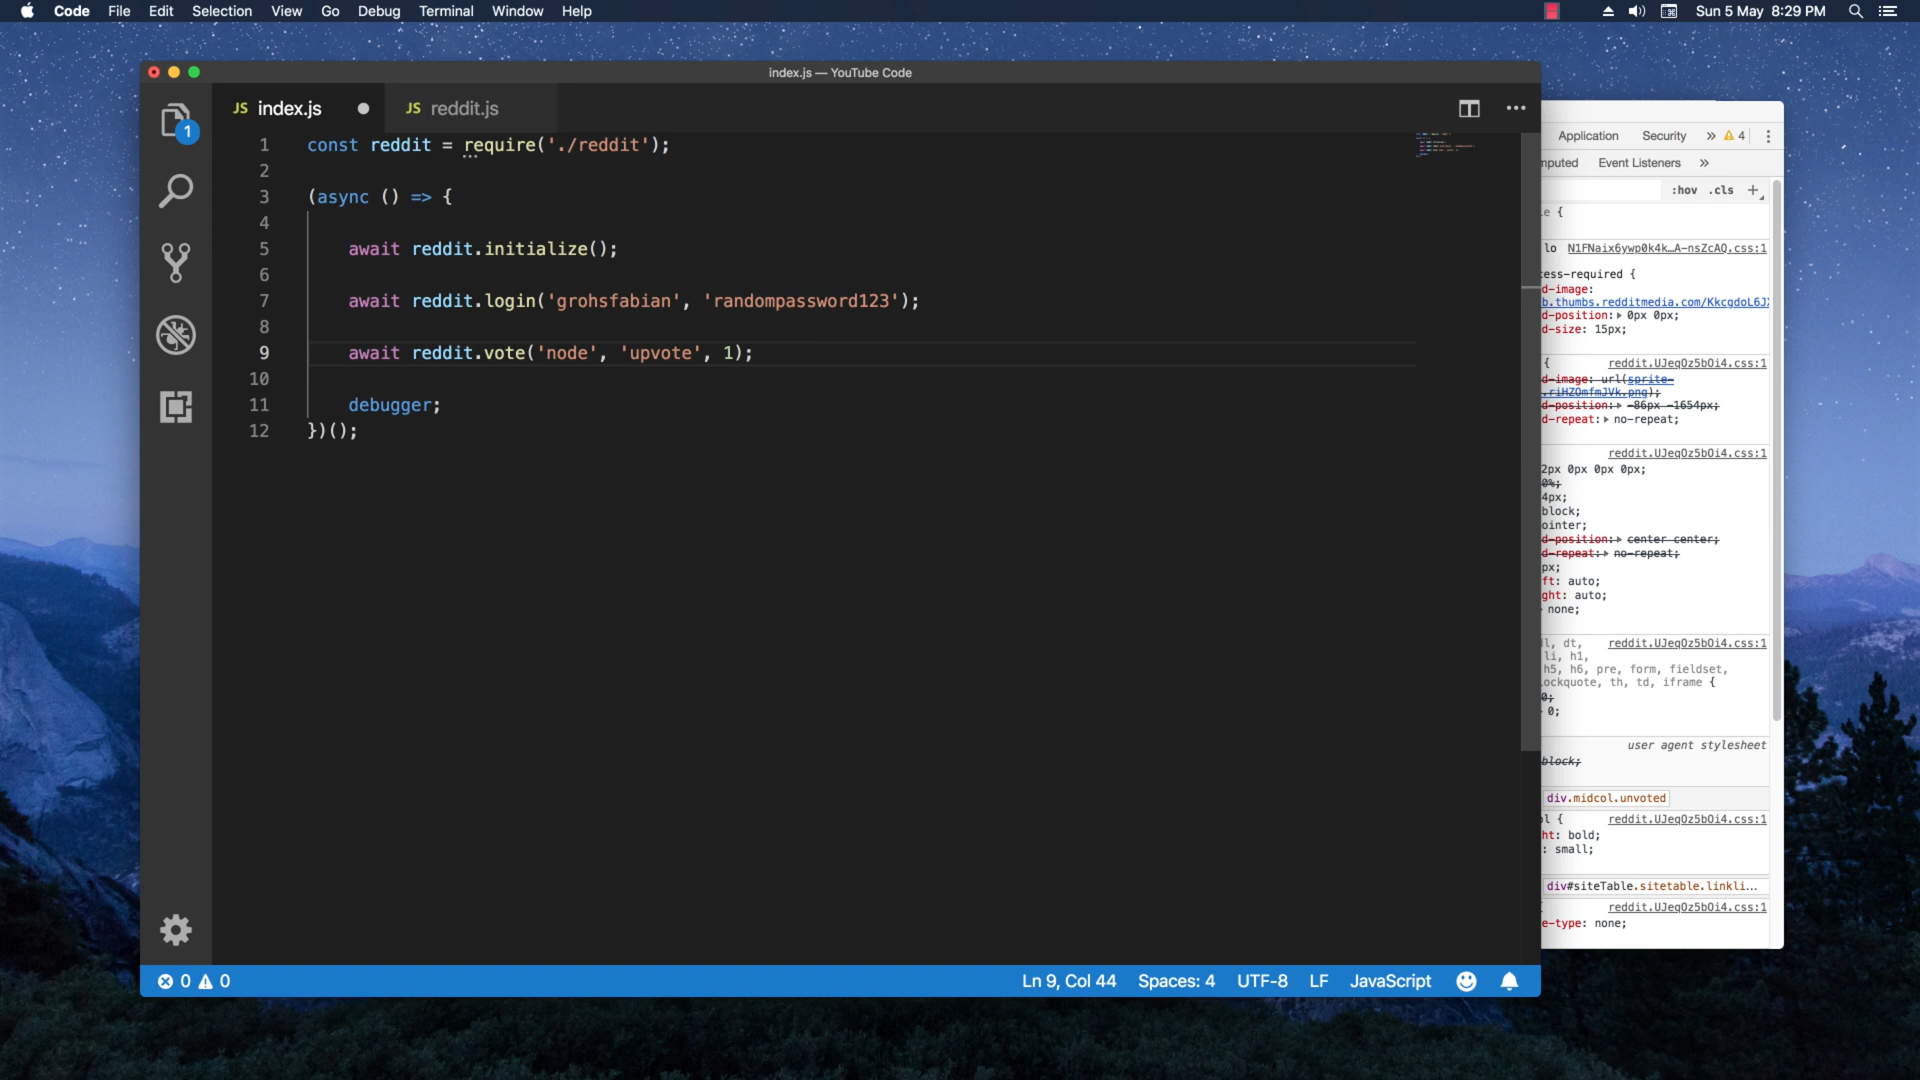 Code File Edit Selection View Go Debug Terminal Window Help Sun 5 May 8:29 PM
index.js — YouTube Code
JS index.js JS reddit.js
1
1 const reddit = require('./reddit');
2
3 (async () => {
4
5 await reddit.initialize();
6
7 await reddit.login('grohsfabian', 'randompassword123');
8
9 await reddit.vote('node', 'upvote', 1);
10
11 debugger;
12 })();
0 0 Ln 9, Col 44 Spaces: 4 UTF-8 LF JavaScript
Application Security » 4
mputed Event Listeners »
:hov .cls +
.e {
lo N1FNaix6ywp0k4k…A-nsZcAQ.css:1
cess-required {
d-image:
b.thumbs.redditmedia.com/KkcgdoL6J
d-position: 0px 0px;
d-size: 15px;
{ reddit.UJeqOz5bOi4.css:1
d-image: url(sprite-
.riHZOmfmJVk.png);
d-position: -86px -1654px;
d-repeat: no-repeat;
reddit.UJeqOz5bOi4.css:1
2px 0px 0px 0px;
0%;
4px;
block;
ointer;
d-position: center center;
d-repeat: no-repeat;
px;
ft: auto;
ght: auto;
none;
dl, dt, reddit.UJeqOz5bOi4.css:1
li, h1,
h5, h6, pre, form, fieldset,
lockquote, th, td, iframe {
0;
0;
user agent stylesheet
block;
div.midcol.unvoted
ol { reddit.UJeqOz5bOi4.css:1
ht: bold;
: small;
div#siteTable.sitetable.linkli…
{ reddit.UJeqOz5bOi4.css:1
e-type: none;